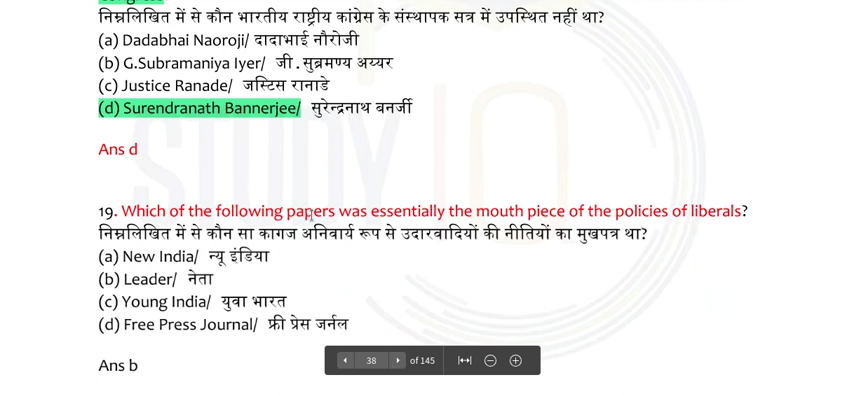 निम्नलिखित में से कौन भारतीय राष्ट्रीय कांग्रेस के संस्थापक सत्र में उपस्थित नहीं था?
(a) Dadabhai Naoroji/ दादाभाई नौरोजी
(b) G.Subramaniya Iyer/ जी .सुब्रमण्य अय्यर
(c) Justice Ranade/ जस्टिस रानाडे
(d) Surendranath Bannerjee/ सुरेन्द्रनाथ बनर्जी
Ans d
19. Which of the following papers was essentially the mouth piece of the policies of liberals?
निम्नलिखित में से कौन सा कागज अनिवार्य रूप से उदारवादियों की नीतियों का मुखपत्र था?
(a) New India/ न्यू इंडिया
(b) Leader/ नेता
(c) Young India/ युवा भारत
(d) Free Press Journal/ फ्री प्रेस जर्नल
Ans b
38 of 145
STUDY IQ